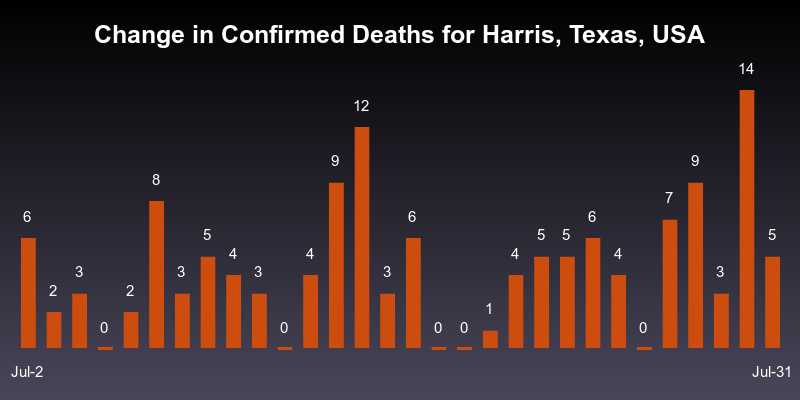 Change in Confirmed Deaths for Harris, Texas, USA
6 2 3 0 2 8 3 5 4 3 0 4 9 12 3 6 0 0 1 4 5 5 6 4 0 7 9 3 14 5
Jul-2 Jul-31